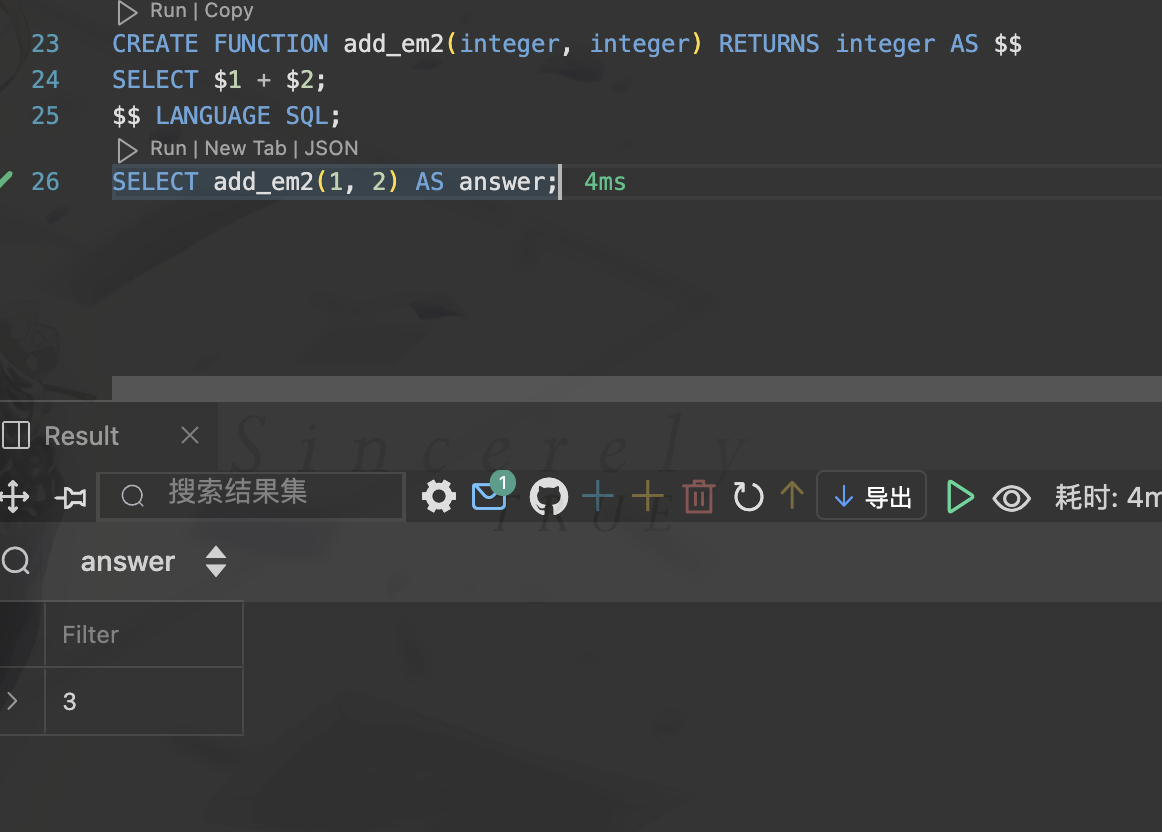 Run | Copy
23 CREATE FUNCTION add_em2(integer, integer) RETURNS integer AS $$
24 SELECT $1 + $2;
25 $$ LANGUAGE SQL;
Run | New Tab | JSON
26 SELECT add_em2(1, 2) AS answer; 4ms
Sincerely
Result
搜索结果集 1 导出 耗时: 4m
TRUE
answer
Filter
3